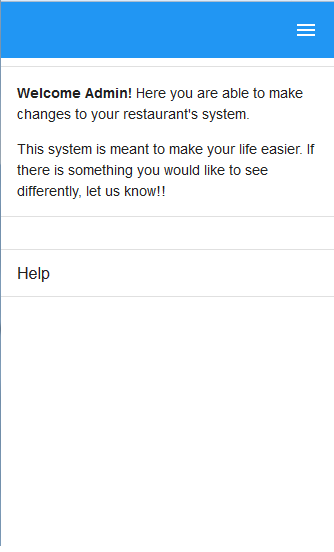 Welcome Admin! Here you are able to make
changes to your restaurant's system.
This system is meant to make your life easier. If
there is something you would like to see
differently, let us know!!
Help